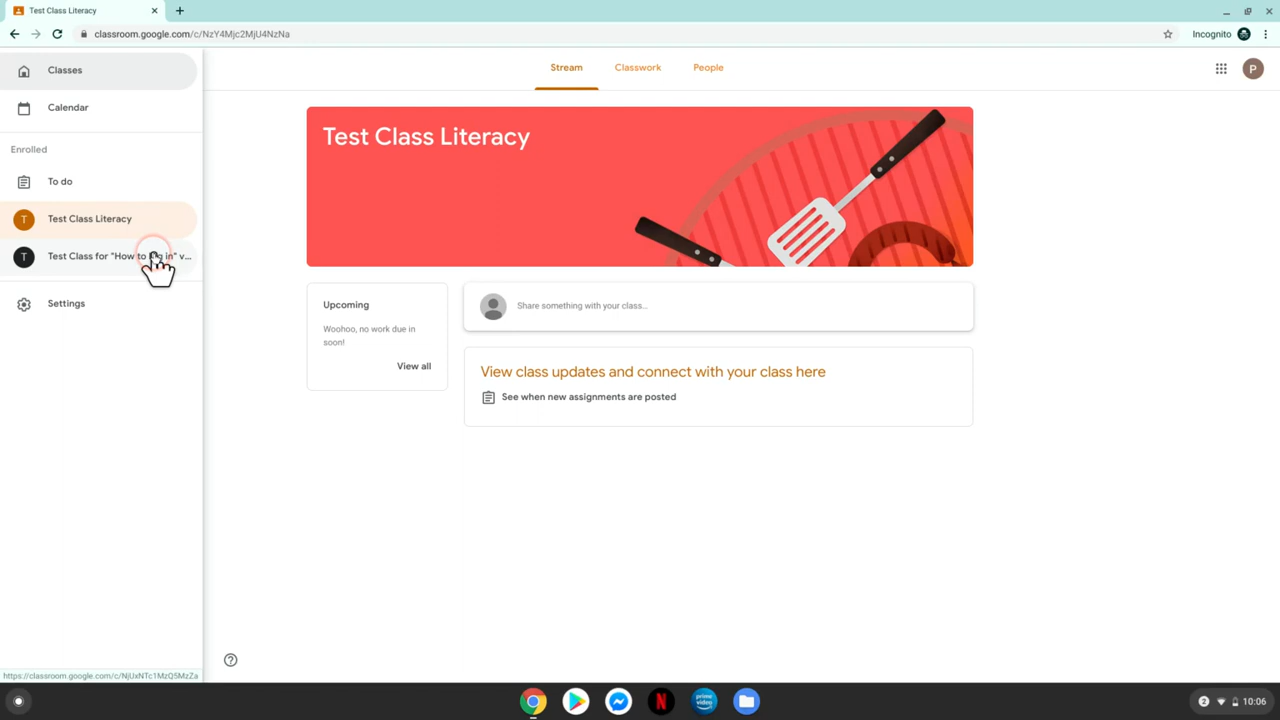 Test Class Literacy
classroom.google.com/c/NzY4Mjc2MjU4NzNa
Incognito
Classes
Stream
Classwork
People
P
Calendar
Test Class Literacy
Enrolled
To do
T Test Class Literacy
T Test Class for "How to in" v...
Settings
Upcoming
Woohoo, no work due in
soon!
View all
Share something with your class...
View class updates and connect with your class here
See when new assignments are posted
https://classroom.google.com/c/NjUxNTc1MzQ5MzZa
N
prime
video
2
10:06